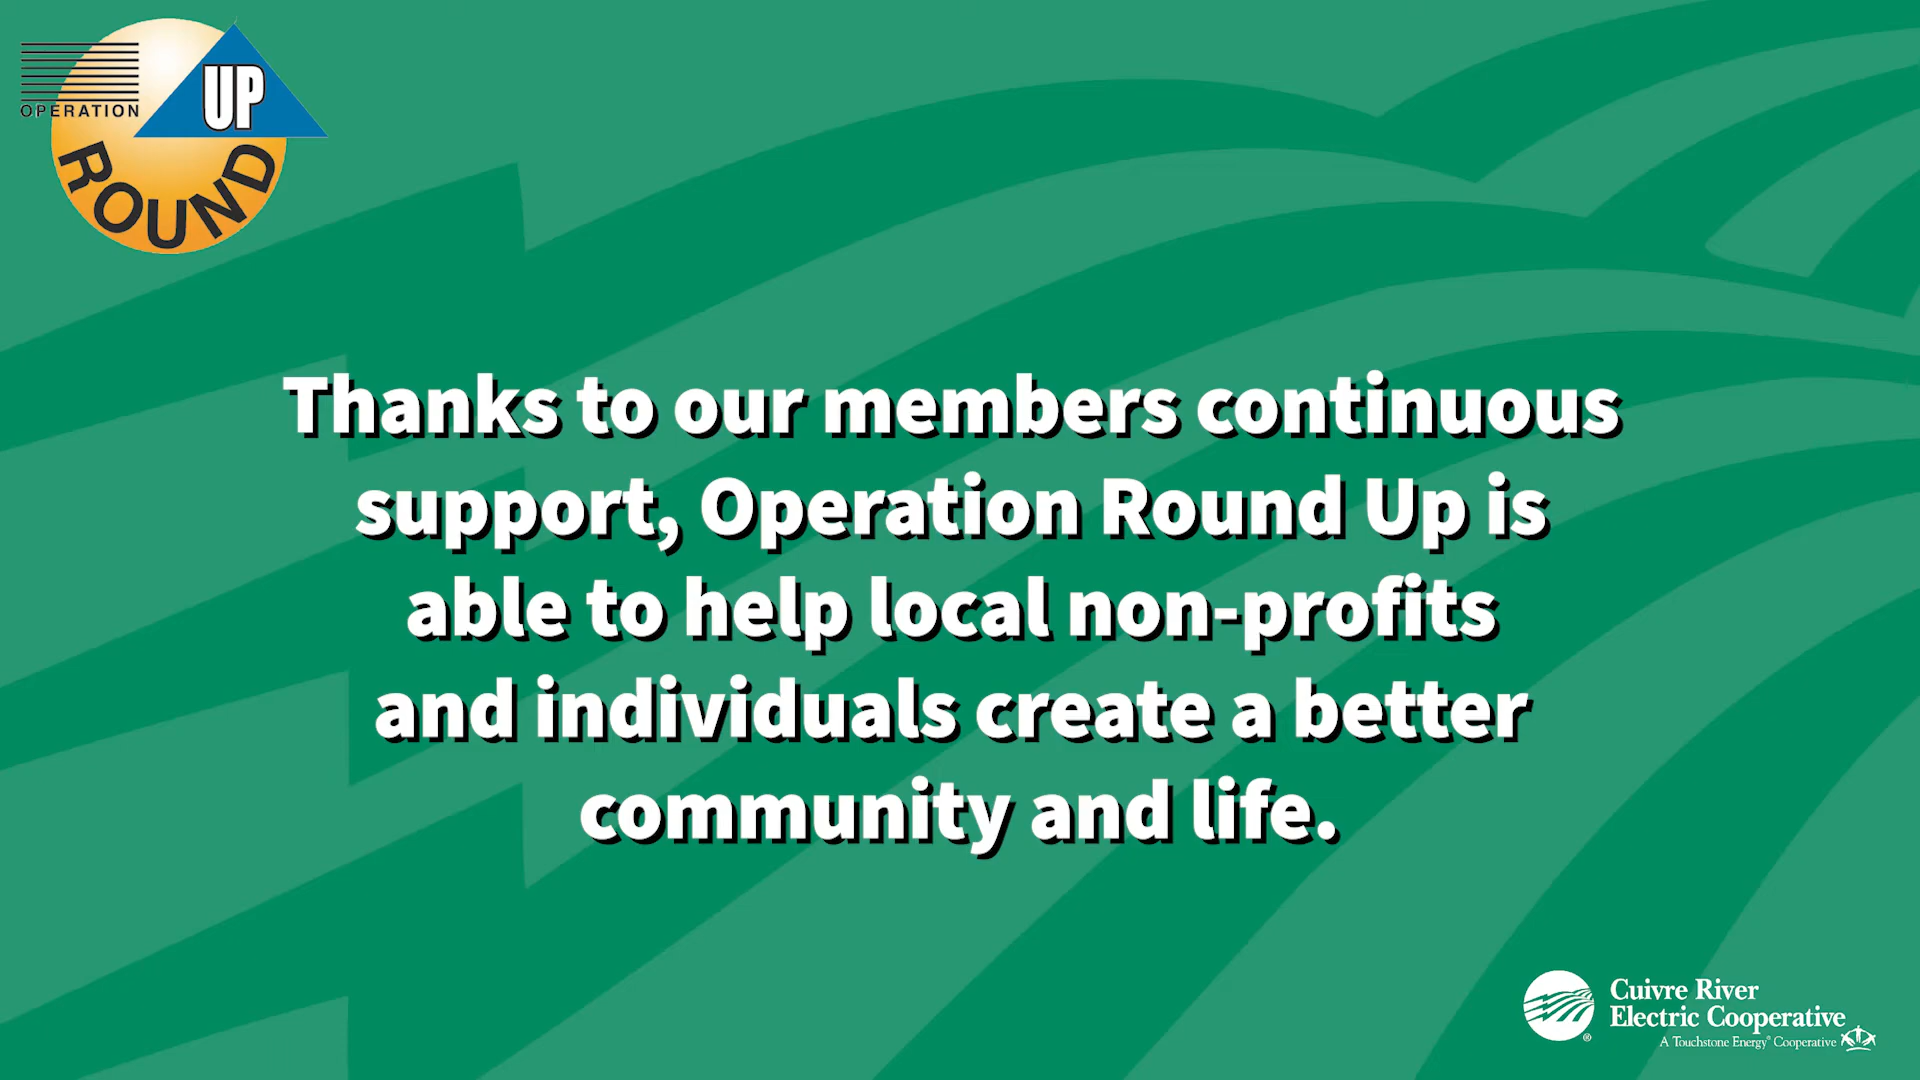 OPERATION
UP
ROUND
Thanks to our members continuous
support, Operation Round Up is
able to help local non-profits
and individuals create a better
community and life.
Cuivre River
Electric Cooperative
A Touchstone Energy® Cooperative
®